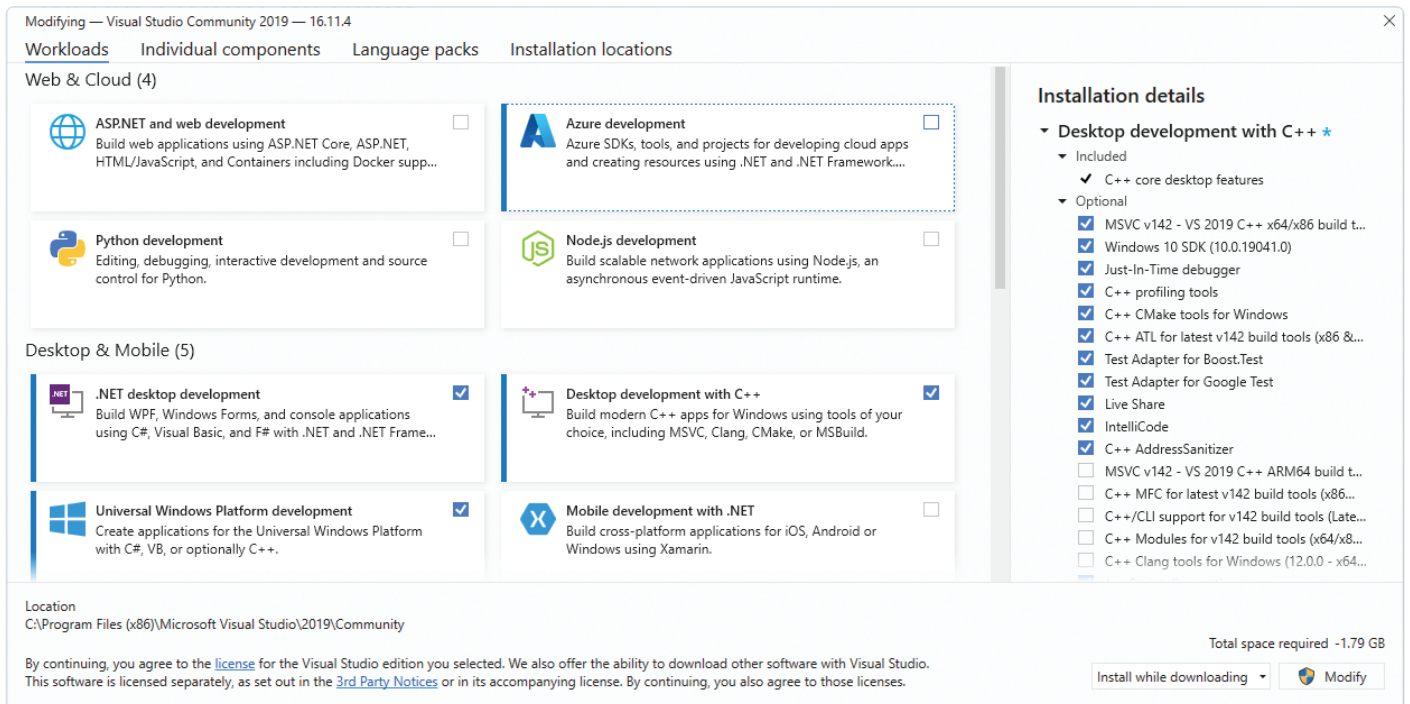 Modifying — Visual Studio Community 2019 — 16.11.4
Workloads
Individual components
Language packs
Installation locations
Web & Cloud (4)
ASP.NET and web development
Build web applications using ASP.NET Core, ASP.NET,
HTML/JavaScript, and Containers including Docker supp...
Azure development
Azure SDKs, tools, and projects for developing cloud apps
and creating resources using .NET and .NET Framework....
Python development
Editing, debugging, interactive development and source
control for Python.
JS
Node.js development
Build scalable network applications using Node.js, an
asynchronous event-driven JavaScript runtime.
Desktop & Mobile (5)
.NET
.NET desktop development
Build WPF, Windows Forms, and console applications
using C#, Visual Basic, and F# with .NET and .NET Frame...
Desktop development with C++
Build modern C++ apps for Windows using tools of your
choice, including MSVC, Clang, CMake, or MSBuild.
Universal Windows Platform development
Create applications for the Universal Windows Platform
with C#, VB, or optionally C++.
Mobile development with .NET
Build cross-platform applications for iOS, Android or
Windows using Xamarin.
Installation details
Desktop development with C++ *
Included
C++ core desktop features
Optional
MSVC v142 - VS 2019 C++ x64/x86 build t...
Windows 10 SDK (10.0.19041.0)
Just-In-Time debugger
C++ profiling tools
C++ CMake tools for Windows
C++ ATL for latest v142 build tools (x86 &...
Test Adapter for Boost.Test
Test Adapter for Google Test
Live Share
IntelliCode
C++ AddressSanitizer
MSVC v142 - VS 2019 C++ ARM64 build t...
C++ MFC for latest v142 build tools (x86...
C++/CLI support for v142 build tools (Late...
C++ Modules for v142 build tools (x64/x8...
C++ Clang tools for Windows (12.0.0 - x64...
Location
C:\Program Files (x86)\Microsoft Visual Studio\2019\Community
Total space required -1.79 GB
By continuing, you agree to the license for the Visual Studio edition you selected. We also offer the ability to download other software with Visual Studio.
This software is licensed separately, as set out in the 3rd Party Notices or in its accompanying license. By continuing, you also agree to those licenses.
Install while downloading
Modify